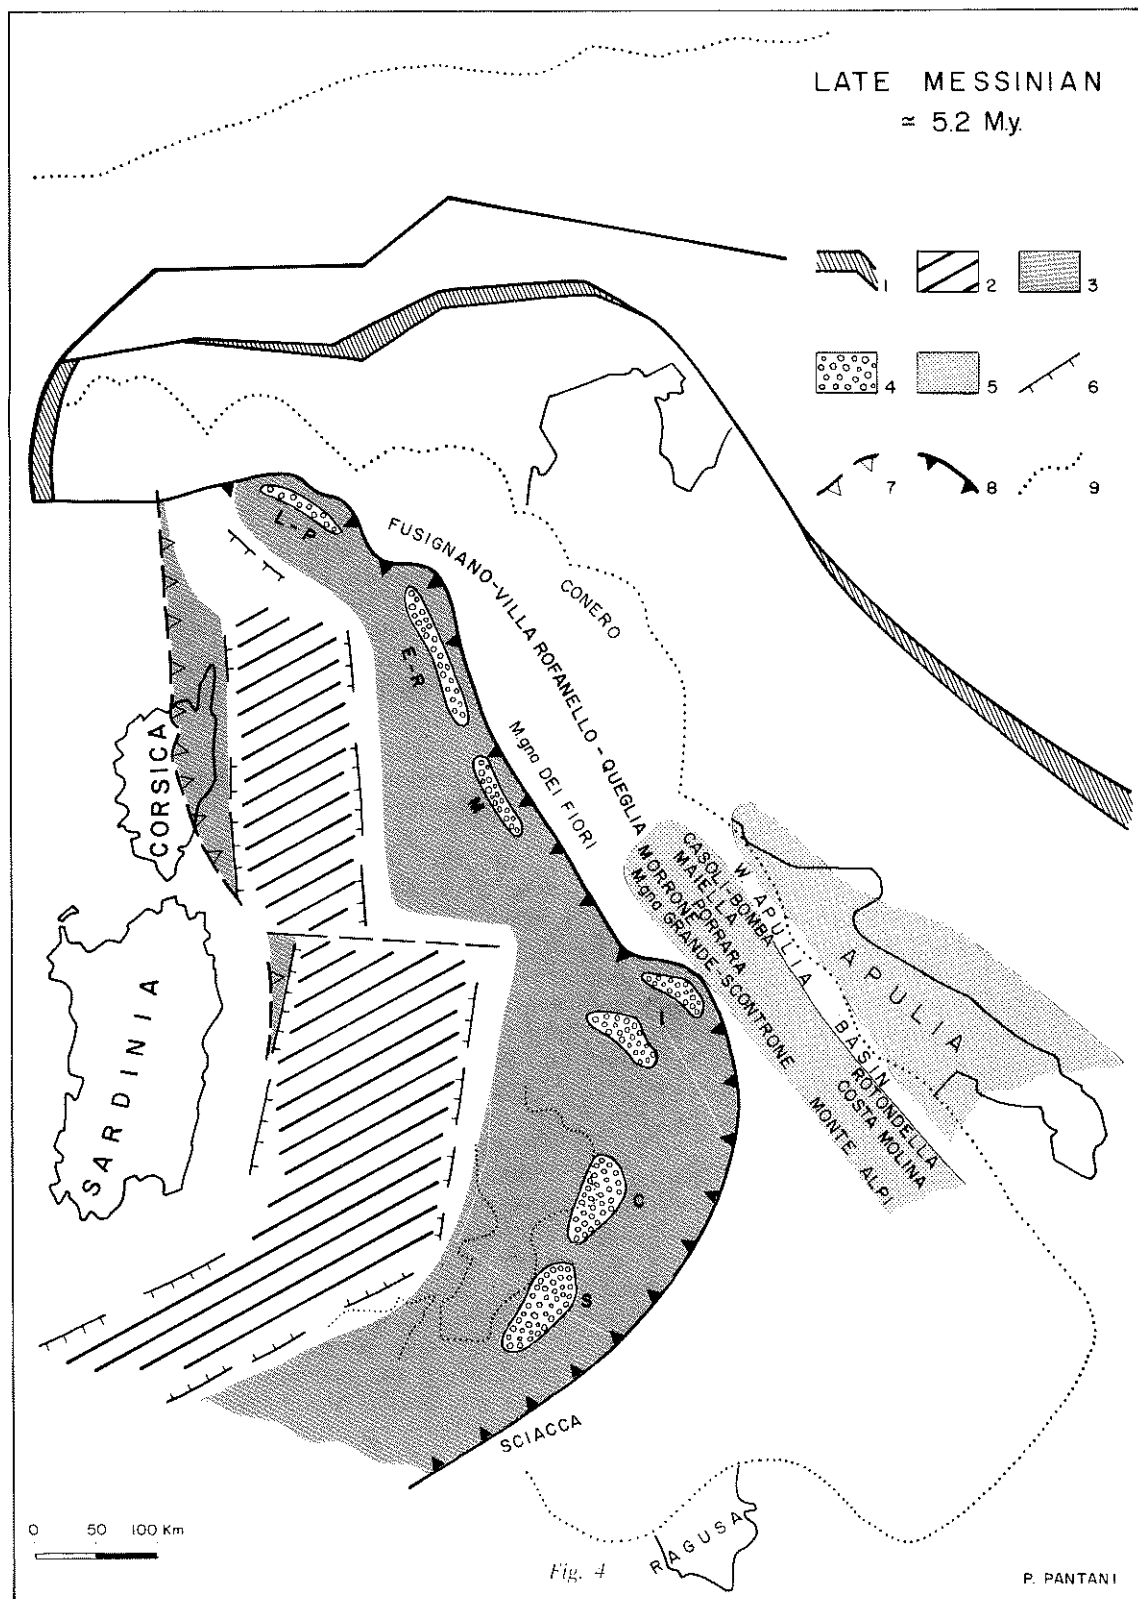 LATE MESSINIAN
≃ 5.2 M.y.
1
2
3
4
5
6
7
8
9
L-P
FUSIGNANO-VILLA ROFANELLO-QUEGLIA
CONERO
E-R
M.gna DEI FIORI
M
CORSICA
SARDINIA
CASOLI-BOMBA
MAIELLA
PORRARA
MORRONE
M.gna GRANDE-SCONTRONE
W APULIA BASIN
APULIA
ROTONDELLA
COSTA MOLINA
MONTE ALPI
I
C
S
SCIACCA
RAGUSA
0 50 100 Km
Fig. 4
P. PANTANI